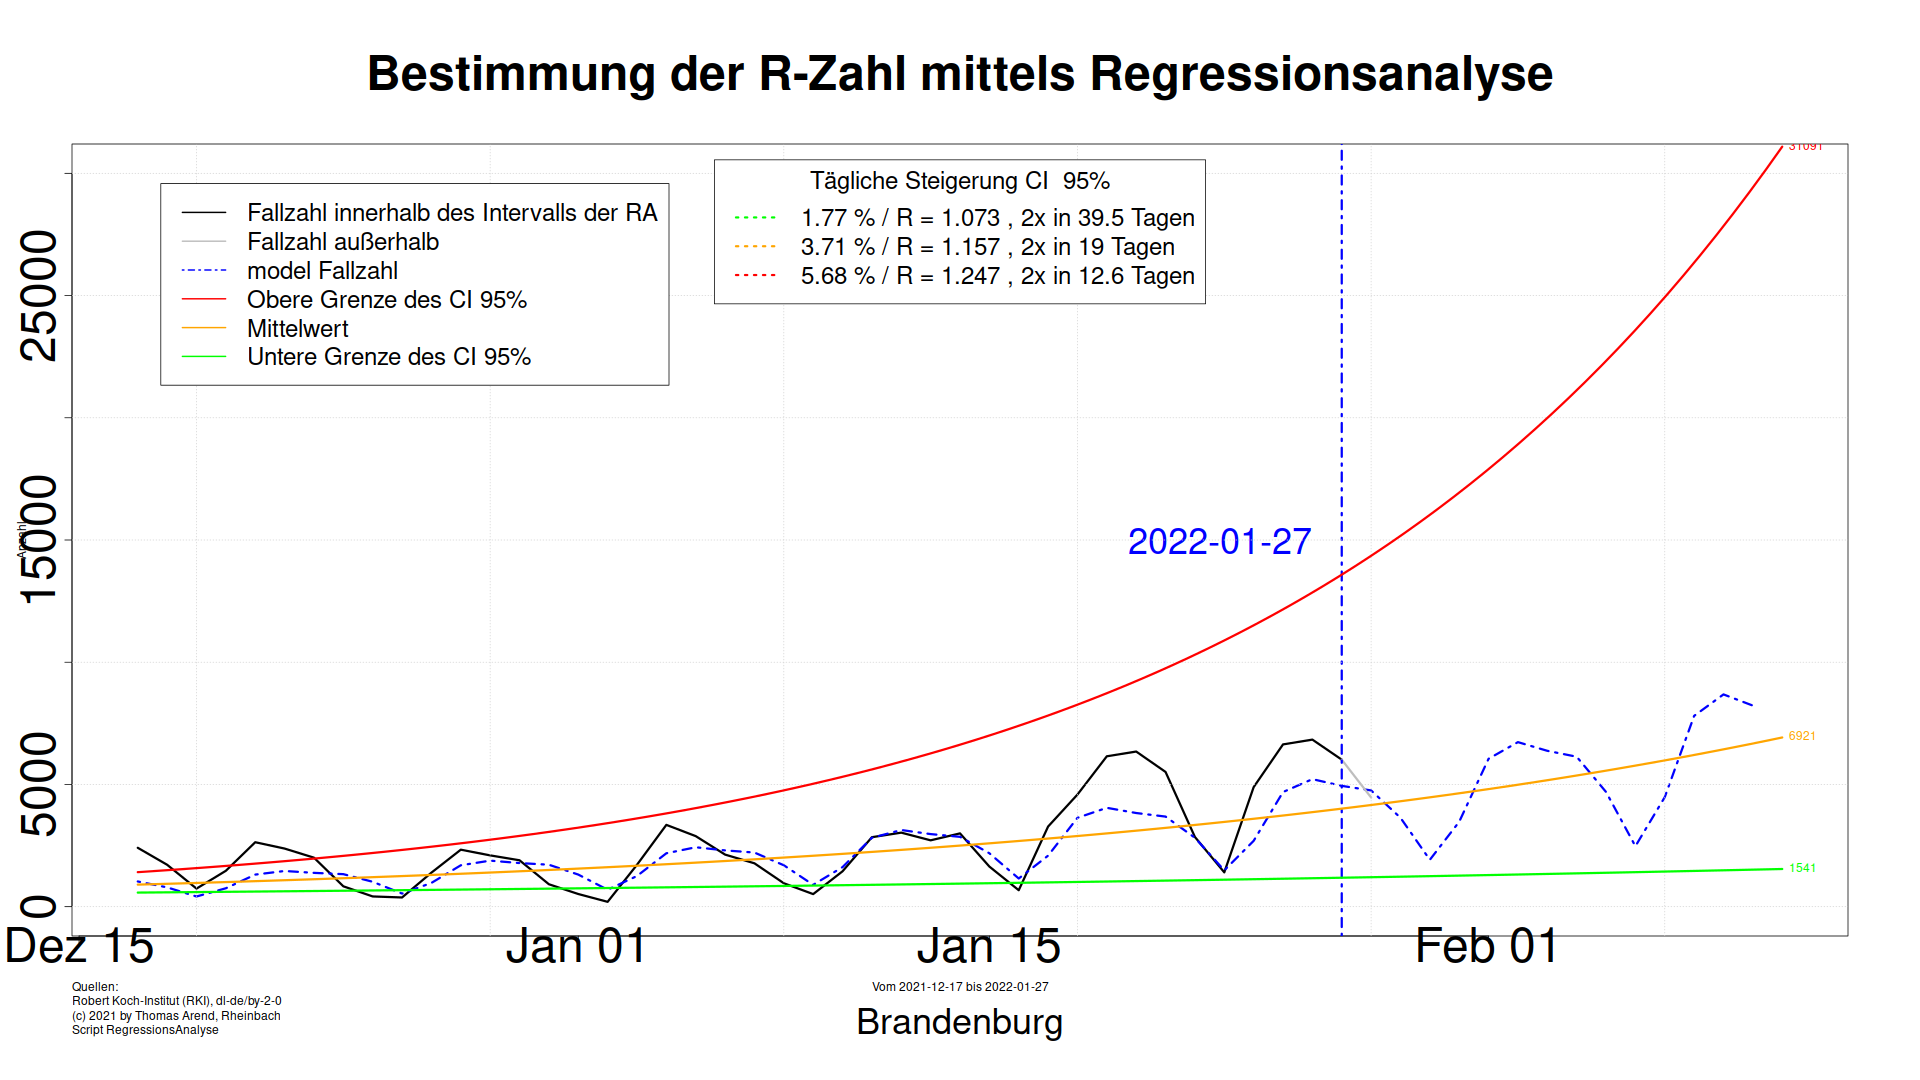 Bestimmung der R-Zahl mittels Regressionsanalyse
31091
Tägliche Steigerung CI 95%
1.77 % / R = 1.073 , 2x in 39.5 Tagen
3.71 % / R = 1.157 , 2x in 19 Tagen
5.68 % / R = 1.247 , 2x in 12.6 Tagen
Fallzahl innerhalb des Intervalls der RA
Fallzahl außerhalb
model Fallzahl
Obere Grenze des CI 95%
Mittelwert
Untere Grenze des CI 95%
25000
15000
5000
0
Anzahl
2022-01-27
6921
1541
Dez 15
Jan 01
Jan 15
Feb 01
Quellen:
Robert Koch-Institut (RKI), dl-de/by-2-0
(c) 2021 by Thomas Arend, Rheinbach
Script RegressionsAnalyse
Vom 2021-12-17 bis 2022-01-27
Brandenburg